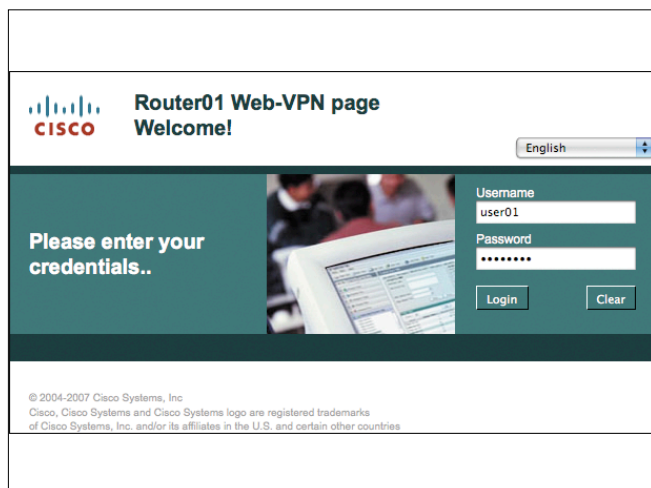 CISCO
Router01 Web-VPN page
Welcome!
English
Please enter your
credentials..
Username
user01
Password
••••••••
Login
Clear
© 2004-2007 Cisco Systems, Inc
Cisco, Cisco Systems and Cisco Systems logo are registered trademarks
of Cisco Systems, Inc. and/or its affiliates in the U.S. and certain other countries